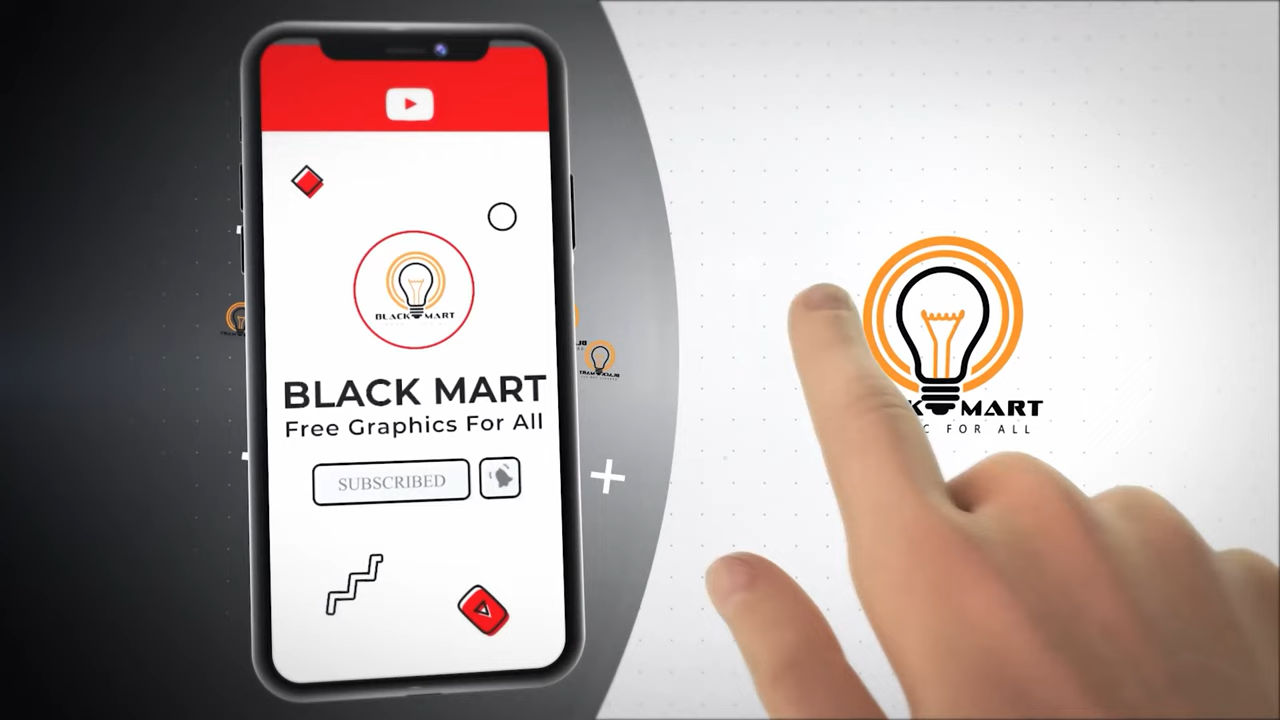 BLACK MART
BLACK MART
Free Graphics For All
SUBSCRIBED
K MART
C FOR ALL